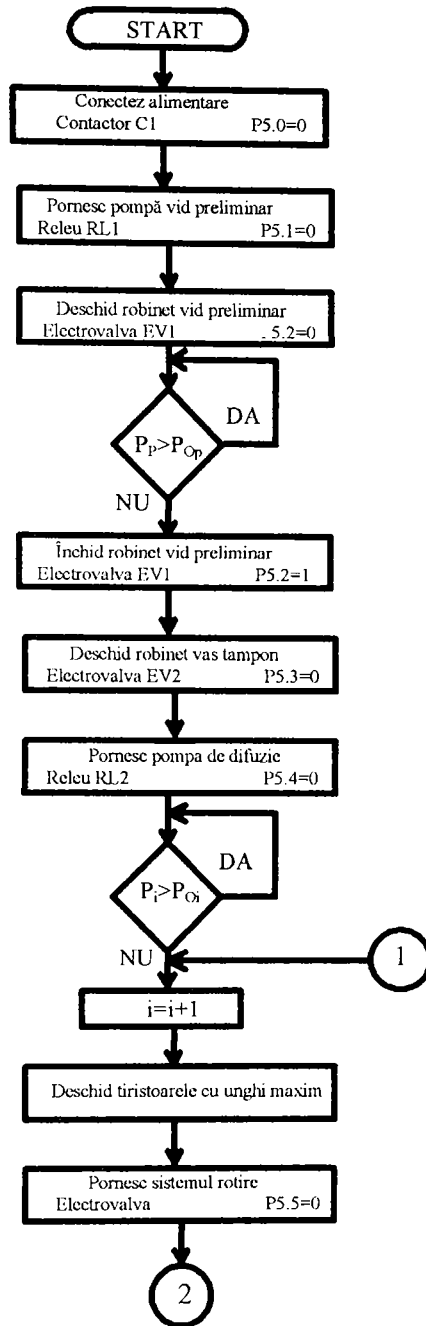 START
Conectez alimentare
Contactor C1 P5.0=0
Pornesc pompă vid preliminar
Releu RL1 P5.1=0
Deschid robinet vid preliminar
Electrovalva EV1 5.2=0
DA
Pp>POp
NU
Închid robinet vid preliminar
Electrovalva EV1 P5.2=1
Deschid robinet vas tampon
Electrovalva EV2 P5.3=0
Pornesc pompa de difuzie
Releu RL2 P5.4=0
DA
Pi>POi
NU
1
i=i+1
Deschid tiristoarele cu unghi maxim
Pornesc sistemul rotire
Electrovalva P5.5=0
2